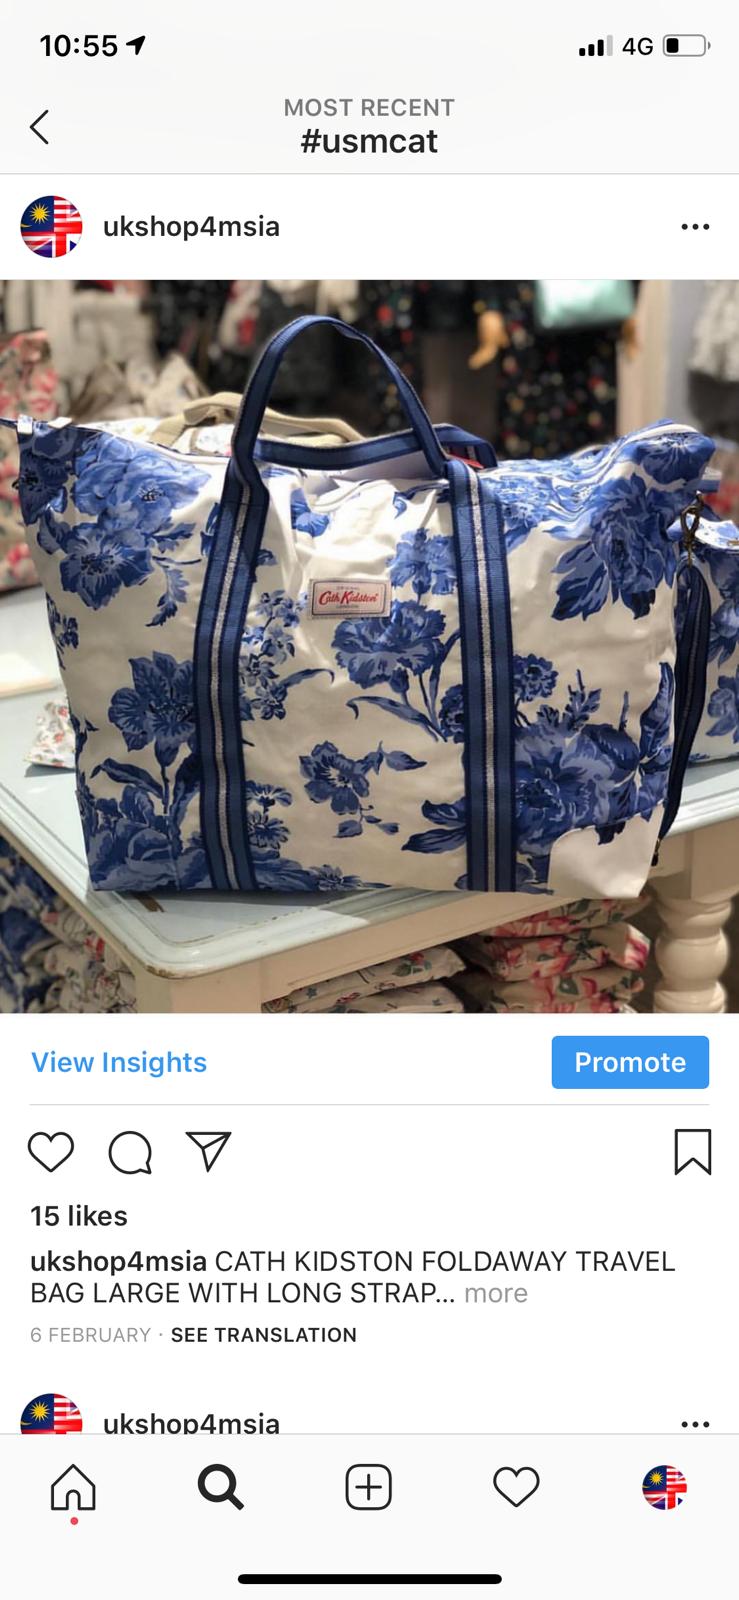 10:55 4G
MOST RECENT
#usmcat
ukshop4msia
Cath Kidston
LONDON
View Insights
Promote
15 likes
ukshop4msia CATH KIDSTON FOLDAWAY TRAVEL
BAG LARGE WITH LONG STRAP... more
6 FEBRUARY · SEE TRANSLATION
ukshop4msia